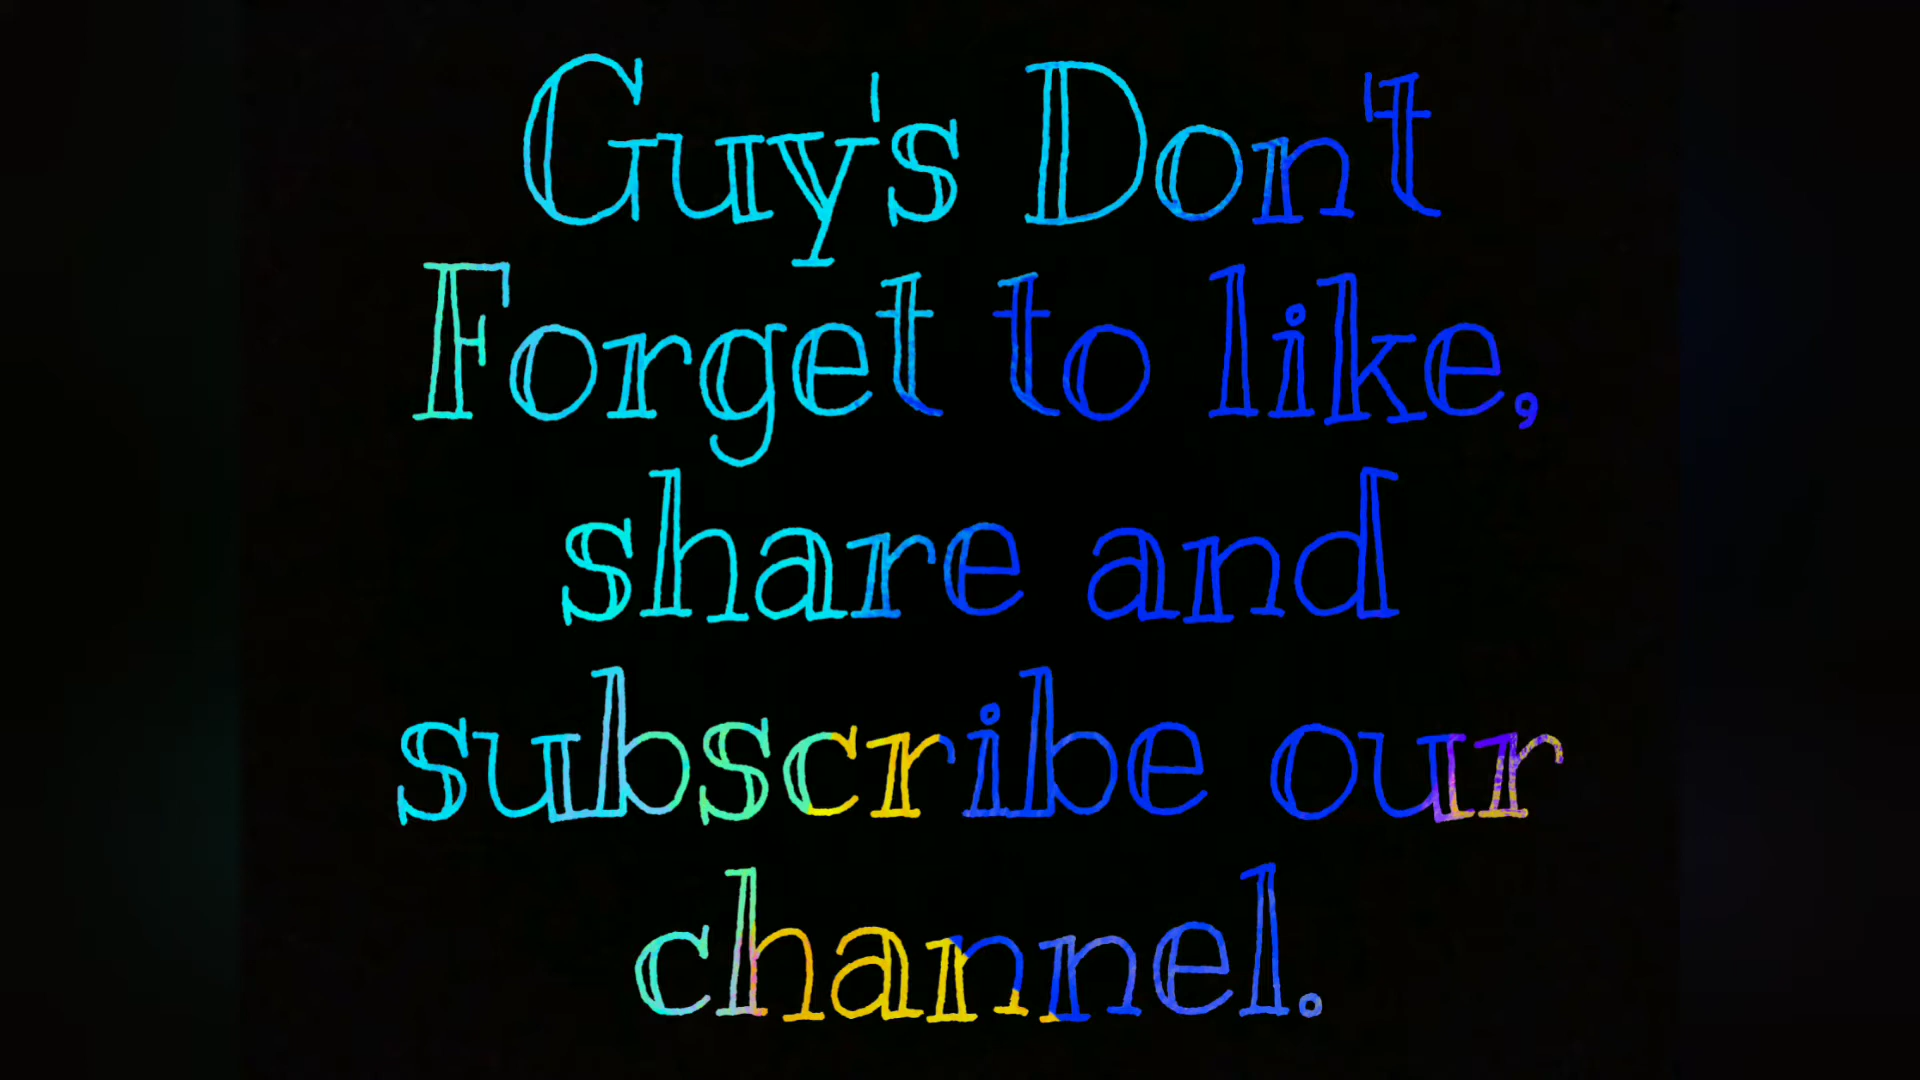 Guy's Don't
Forget to like,
share and
subscribe our
channel.